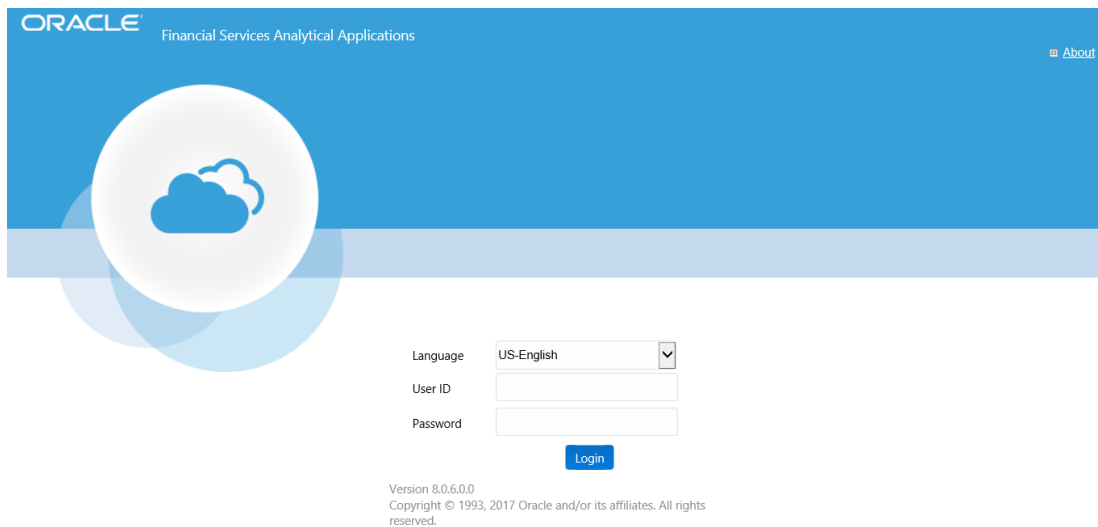 ORACLE
Financial Services Analytical Applications
About
Language
US-English
User ID
Password
Login
Version 8.0.6.0.0
Copyright © 1993, 2017 Oracle and/or its affiliates. All rights
reserved.